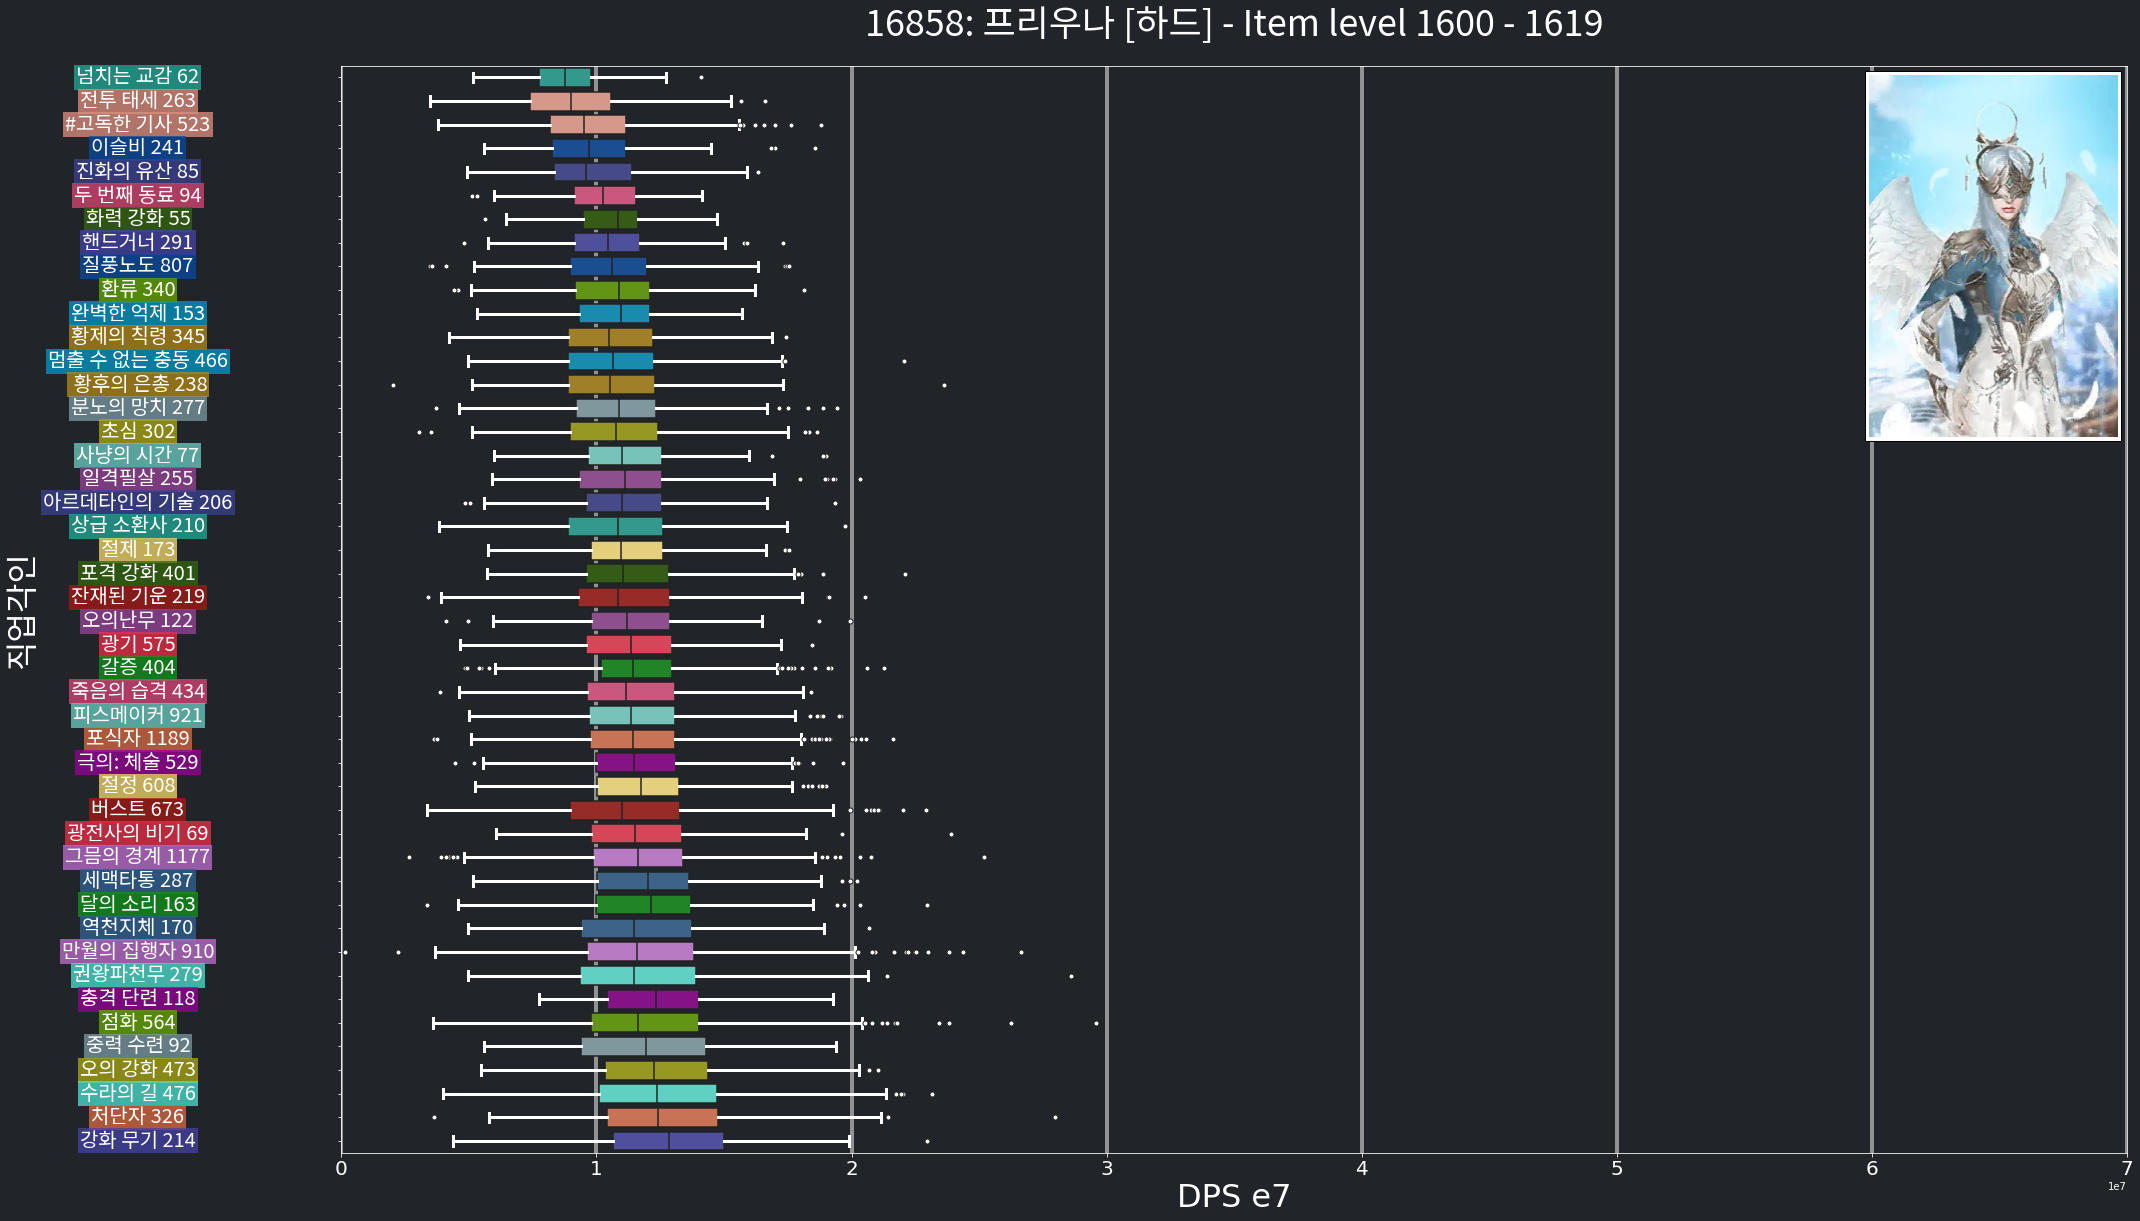 16858: 프리우나 [하드] - Item level 1600 - 1619
넘치는 교감 62
전투 태세 263
#고독한 기사 523
이슬비 241
진화의 유산 85
두 번째 동료 94
화력 강화 55
핸드거너 291
질풍노도 807
환류 340
완벽한 억제 153
황제의 칙령 345
멈출 수 없는 충동 466
황후의 은총 238
분노의 망치 277
초심 302
사냥의 시간 77
일격필살 255
아르데타인의 기술 206
상급 소환사 210
절제 173
포격 강화 401
잔재된 기운 219
오의난무 122
광기 575
갈증 404
죽음의 습격 434
피스메이커 921
포식자 1189
극의: 체술 529
절정 608
버스트 673
광전사의 비기 69
그믐의 경계 1177
세맥타통 287
달의 소리 163
역천지체 170
만월의 집행자 910
권왕파천무 279
충격 단련 118
점화 564
중력 수련 92
오의 강화 473
수라의 길 476
처단자 326
강화 무기 214
직업각인
0 1 2 3 4 5 6 7
1e7
DPS e7